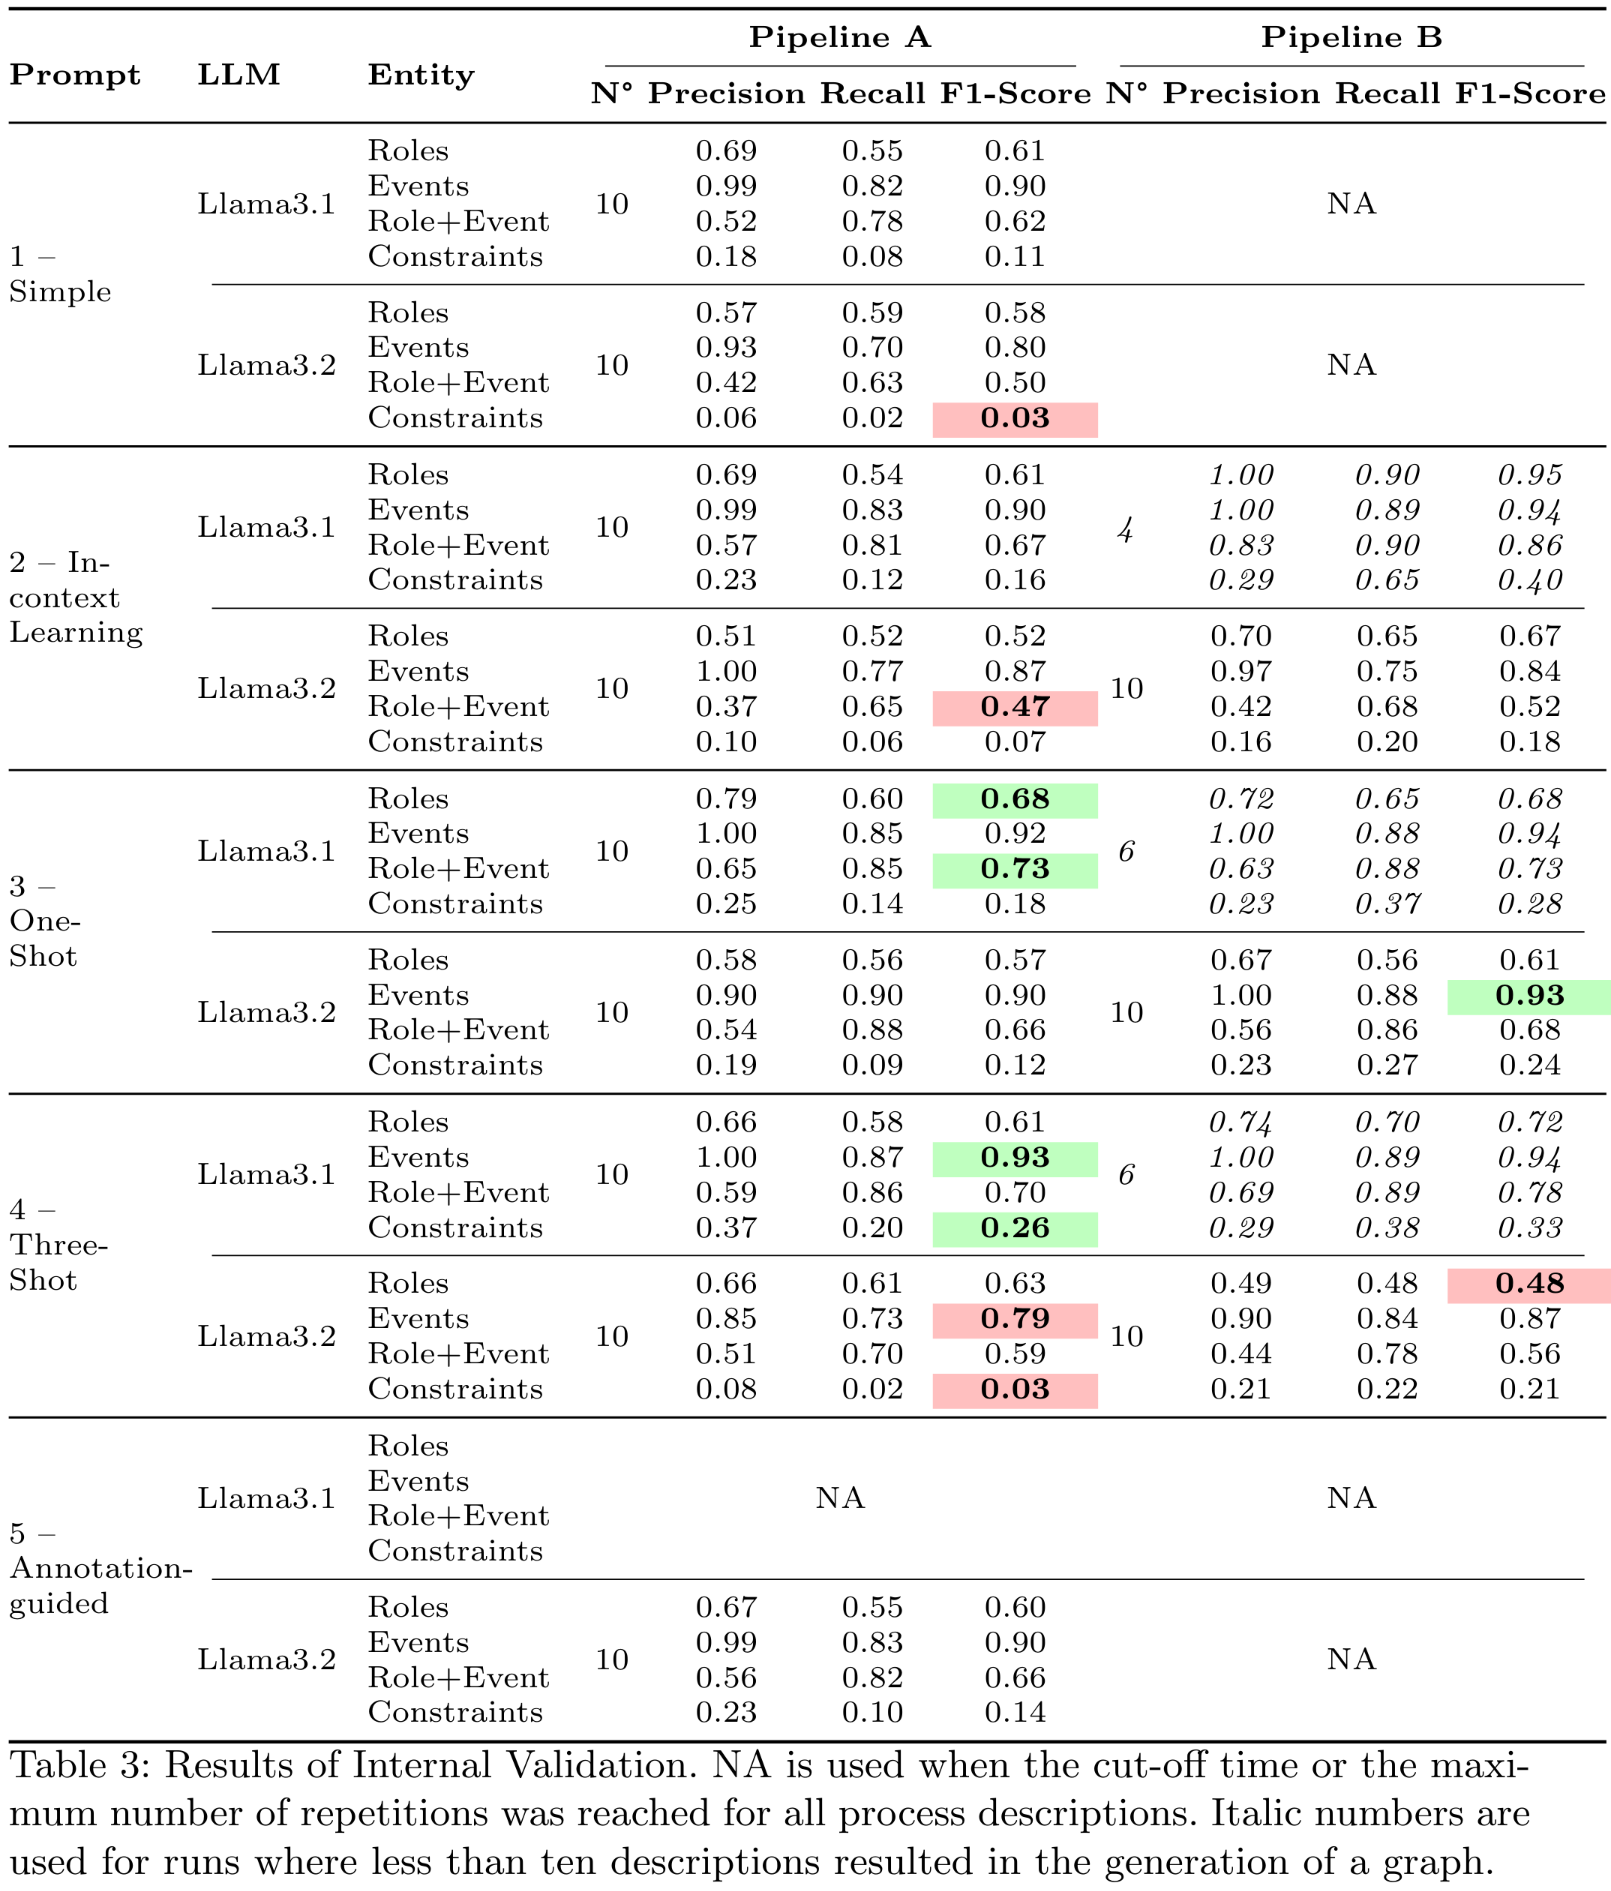 Pipeline A Pipeline B
Prompt LLM Entity
N° Precision Recall F1-Score N° Precision Recall F1-Score
Roles 0.69 0.55 0.61
Events 0.99 0.82 0.90
Llama3.1 10 NA
Role+Event 0.52 0.78 0.62
Constraints 0.18 0.08 0.11
1 –
Simple
Roles 0.57 0.59 0.58
Events 0.93 0.70 0.80
Llama3.2 10 NA
Role+Event 0.42 0.63 0.50
Constraints 0.06 0.02 0.03
Roles 0.69 0.54 0.61 1.00 0.90 0.95
Events 0.99 0.83 0.90 1.00 0.89 0.94
Llama3.1 10 4
Role+Event 0.57 0.81 0.67 0.83 0.90 0.86
Constraints 0.23 0.12 0.16 0.29 0.65 0.40
2 – In-
context
Learning
Roles 0.51 0.52 0.52 0.70 0.65 0.67
Events 1.00 0.77 0.87 0.97 0.75 0.84
Llama3.2 10 10
Role+Event 0.37 0.65 0.47 0.42 0.68 0.52
Constraints 0.10 0.06 0.07 0.16 0.20 0.18
Roles 0.79 0.60 0.68 0.72 0.65 0.68
Events 1.00 0.85 0.92 1.00 0.88 0.94
Llama3.1 10 6
Role+Event 0.65 0.85 0.73 0.63 0.88 0.73
Constraints 0.25 0.14 0.18 0.23 0.37 0.28
3 –
One-
Shot
Roles 0.58 0.56 0.57 0.67 0.56 0.61
Events 0.90 0.90 0.90 1.00 0.88 0.93
Llama3.2 10 10
Role+Event 0.54 0.88 0.66 0.56 0.86 0.68
Constraints 0.19 0.09 0.12 0.23 0.27 0.24
Roles 0.66 0.58 0.61 0.74 0.70 0.72
Events 1.00 0.87 0.93 1.00 0.89 0.94
Llama3.1 10 6
Role+Event 0.59 0.86 0.70 0.69 0.89 0.78
Constraints 0.37 0.20 0.26 0.29 0.38 0.33
4 –
Three-
Shot
Roles 0.66 0.61 0.63 0.49 0.48 0.48
Events 0.85 0.73 0.79 0.90 0.84 0.87
Llama3.2 10 10
Role+Event 0.51 0.70 0.59 0.44 0.78 0.56
Constraints 0.08 0.02 0.03 0.21 0.22 0.21
Roles
Events
Llama3.1 NA NA
Role+Event
Constraints
5 –
Annotation-
guided
Roles 0.67 0.55 0.60
Events 0.99 0.83 0.90
Llama3.2 10 NA
Role+Event 0.56 0.82 0.66
Constraints 0.23 0.10 0.14
Table 3: Results of Internal Validation. NA is used when the cut-off time or the maxi-
mum number of repetitions was reached for all process descriptions. Italic numbers are
used for runs where less than ten descriptions resulted in the generation of a graph.